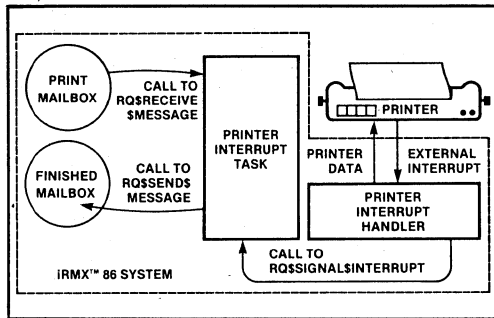 PRINT
MAILBOX
CALL TO
RQ$RECEIVE
$MESSAGE
FINISHED
MAILBOX
CALL TO
RQ$SEND$
MESSAGE
PRINTER
INTERRUPT
TASK
PRINTER
PRINTER
DATA
EXTERNAL
INTERRUPT
PRINTER
INTERRUPT
HANDLER
CALL TO
RQ$SIGNAL$INTERRUPT
iRMX™ 86 SYSTEM